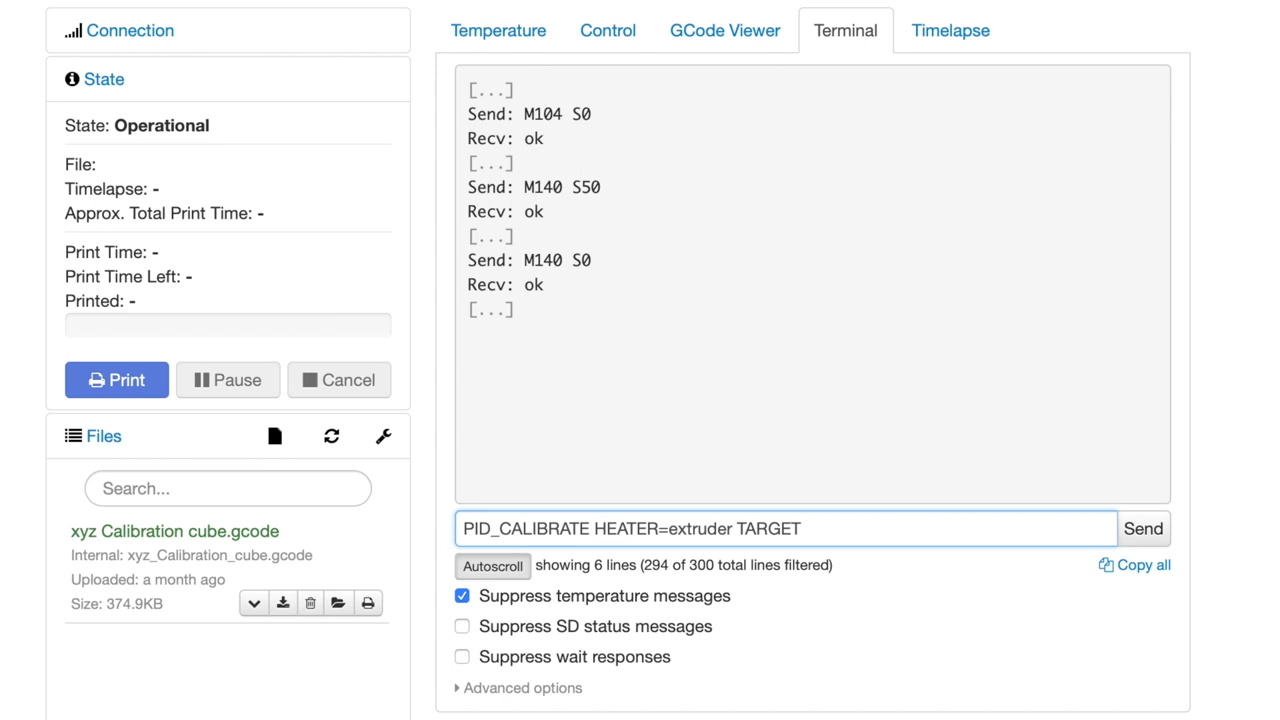 Connection
State
State: Operational
File:
Timelapse: -
Approx. Total Print Time: -
Print Time: -
Print Time Left: -
Printed: -
Print
Pause
Cancel
Files
Search...
xyz Calibration cube.gcode
Internal: xyz_Calibration_cube.gcode
Uploaded: a month ago
Size: 374.9KB
Temperature
Control
GCode Viewer
Terminal
Timelapse
[...]
Send: M104 S0
Recv: ok
[...]
Send: M140 S50
Recv: ok
[...]
Send: M140 S0
Recv: ok
[...]
PID_CALIBRATE HEATER=extruder TARGET
Send
Autoscroll
showing 6 lines (294 of 300 total lines filtered)
Copy all
Suppress temperature messages
Suppress SD status messages
Suppress wait responses
Advanced options